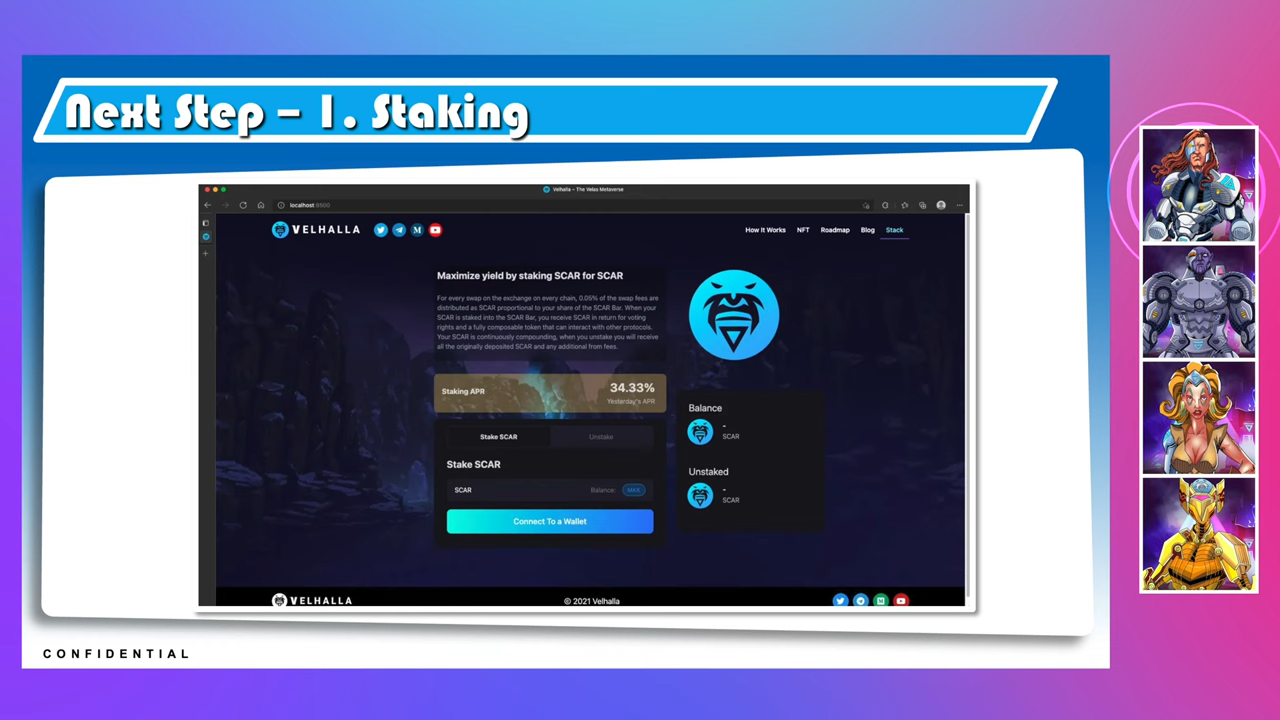 Next Step – 1. Staking
Velhalla - The Velas Metaverse
localhost:8500
VELHALLA
How It Works NFT Roadmap Blog Stack
Maximize yield by staking SCAR for SCAR
For every swap on the exchange on every chain, 0.05% of the swap fees are
distributed as SCAR proportional to your share of the SCAR Bar. When your
SCAR is staked into the SCAR Bar, you receive SCAR in return for voting
rights and a fully composable token that can interact with other protocols.
Your SCAR is continuously compounding, when you unstake you will receive
all the originally deposited SCAR and any additional from fees.
Staking APR
34.33%
Yesterday's APR
Stake SCAR Unstake
Stake SCAR
SCAR Balance: MAX
Connect To a Wallet
Balance
-
SCAR
Unstaked
-
SCAR
VELHALLA
© 2021 Velhalla
CONFIDENTIAL